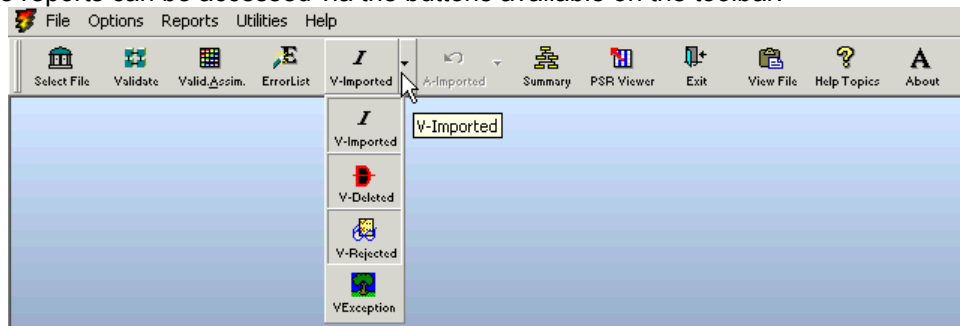 e reports can be accessed via the buttons available on the toolbar.
File Options Reports Utilities Help
Select File Validate Valid.Assim. ErrorList V-Imported A-Imported Summary PSR Viewer Exit View File Help Topics About
V-Imported V-Imported
V-Deleted
V-Rejected
VException